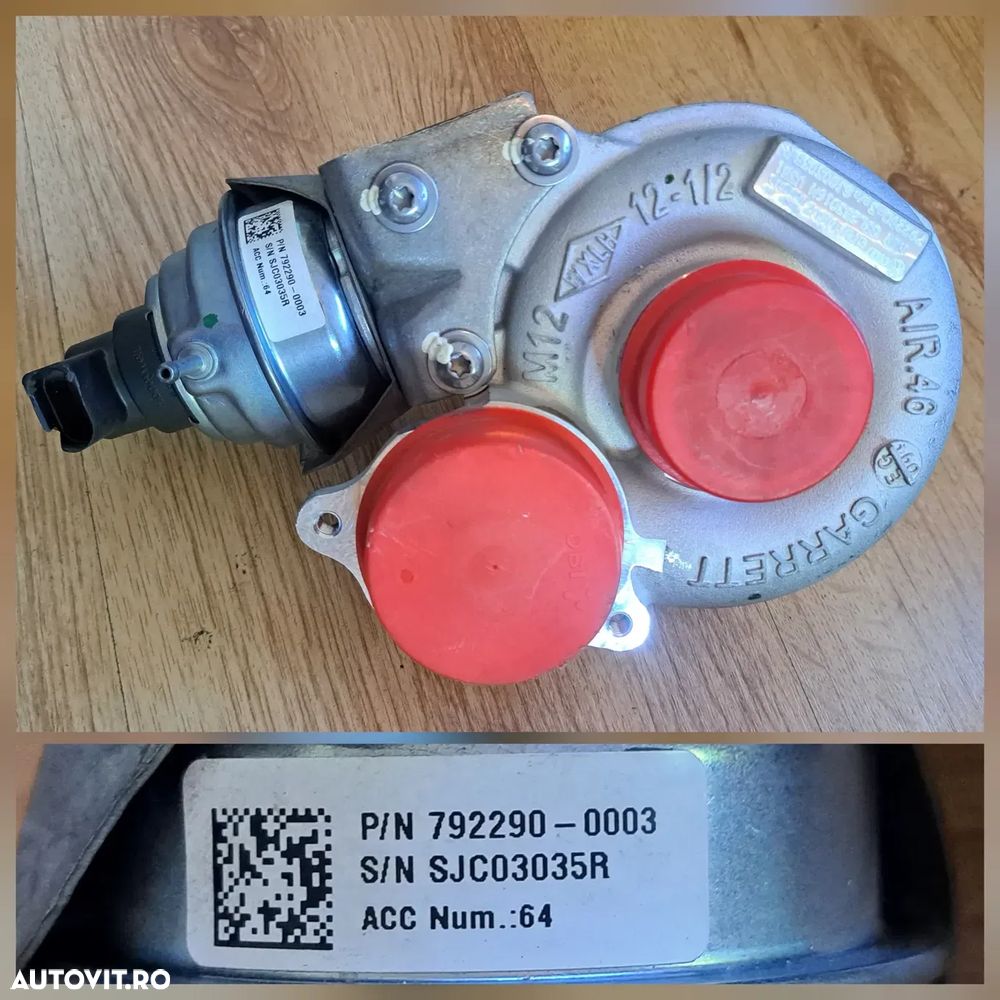 P/N 792290-0003
S/N SJC03035R
ACC Num.:64
12-1/2
M12
AIR.46
GARRETT
P/N 792290-0003
S/N SJC03035R
ACC Num.:64
AUTOVIT.RO